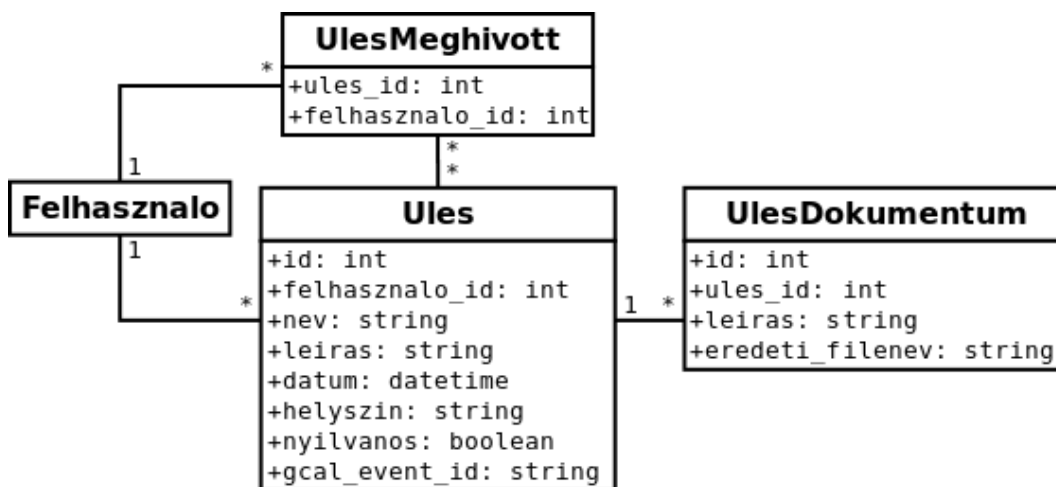 UlesMeghivott
+ules_id: int
+felhasznalo_id: int
*
1
*
*
Felhasznalo
1
*
Ules
+id: int
+felhasznalo_id: int
+nev: string
+leiras: string
+datum: datetime
+helyszin: string
+nyilvanos: boolean
+gcal_event_id: string
1
*
UlesDokumentum
+id: int
+ules_id: int
+leiras: string
+eredeti_filenev: string